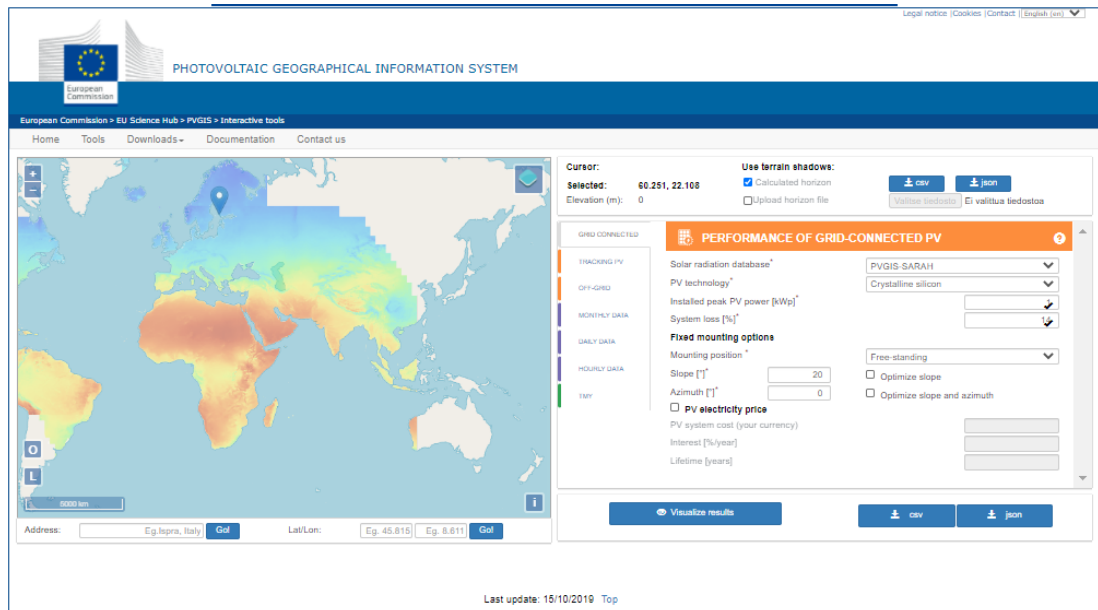 Legal notice |Cookies |Contact |English (en)
PHOTOVOLTAIC GEOGRAPHICAL INFORMATION SYSTEM
European
Commission
European Commission > EU Science Hub > PVGIS > Interactive tools
Home Tools Downloads Documentation Contact us
+
−
O
L
5000 km
i
Address: Eg.Ispra, Italy Go! Lat/Lon: Eg. 45.815 Eg. 8.611 Go!
Cursor: Use terrain shadows:
Selected: 60.251, 22.108 Calculated horizon csv json
Elevation (m): 0 Upload horizon file Valitse tiedosto Ei valittua tiedostoa
GRID CONNECTED
TRACKING PV
OFF-GRID
MONTHLY DATA
DAILY DATA
HOURLY DATA
TMY
PERFORMANCE OF GRID-CONNECTED PV ?
Solar radiation database* PVGIS-SARAH
PV technology* Crystalline silicon
Installed peak PV power [kWp]* 1
System loss [%]* 14
Fixed mounting options
Mounting position * Free-standing
Slope [°]* 20 Optimize slope
Azimuth [°]* 0 Optimize slope and azimuth
PV electricity price
PV system cost (your currency)
Interest [%/year]
Lifetime [years]
Visualize results csv json
Last update: 15/10/2019 Top